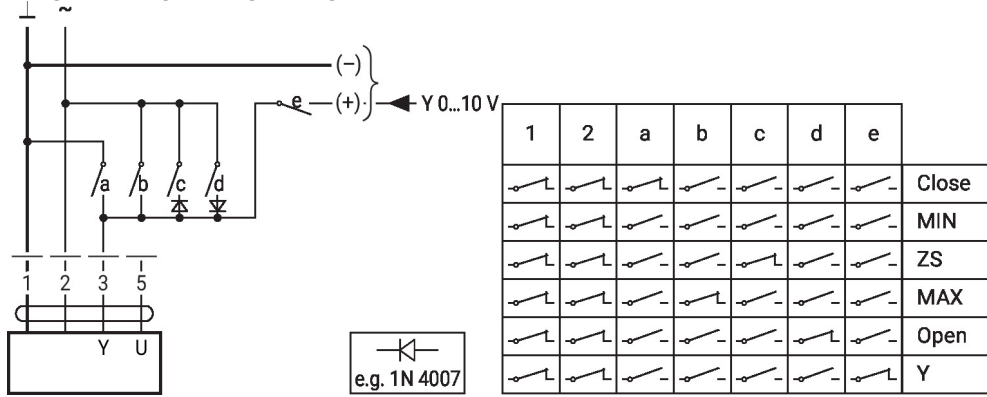 ⊥ ~
(−)
e (+) Y 0...10 V
a b c d
1 2 3 5
Y U
e.g. 1N 4007
1 2 a b c d e
Close
MIN
ZS
MAX
Open
Y